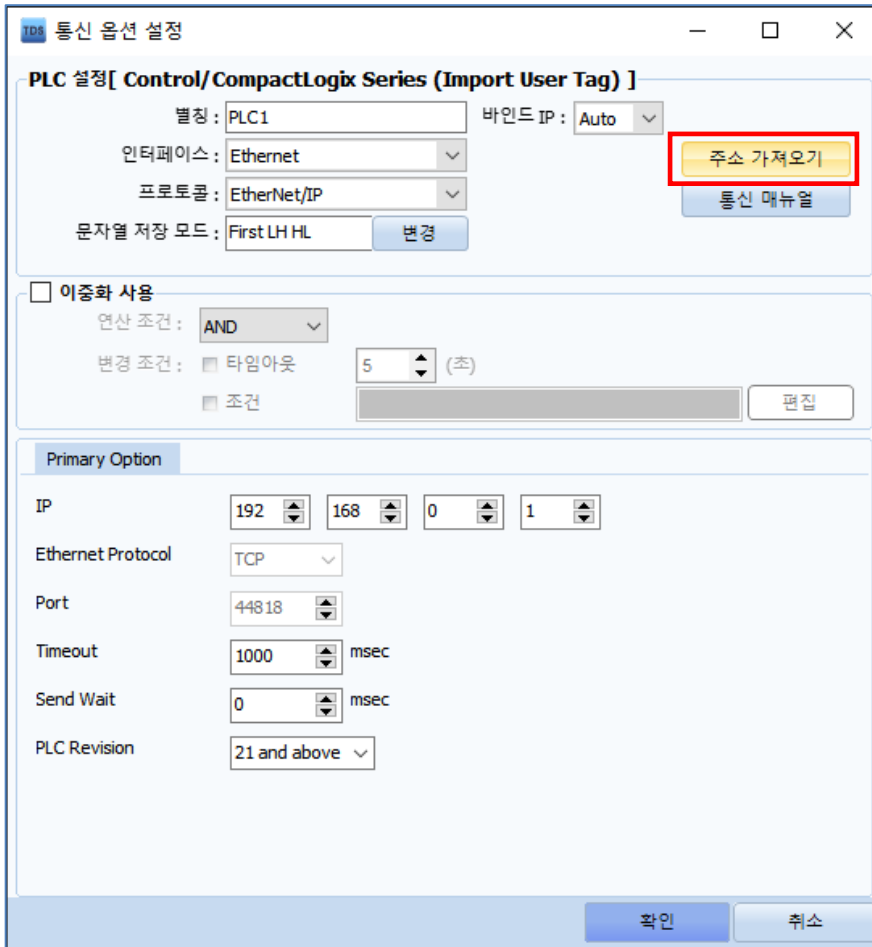 TDS 통신 옵션 설정
PLC 설정[ Control/CompactLogix Series (Import User Tag) ]
별칭 : PLC1 바인드 IP : Auto
인터페이스 : Ethernet 주소 가져오기
프로토콜 : EtherNet/IP 통신 매뉴얼
문자열 저장 모드 : First LH HL 변경
이중화 사용
연산 조건 : AND
변경 조건 : 타임아웃 5 (초)
조건 편집
Primary Option
IP 192 168 0 1
Ethernet Protocol TCP
Port 44818
Timeout 1000 msec
Send Wait 0 msec
PLC Revision 21 and above
확인 취소